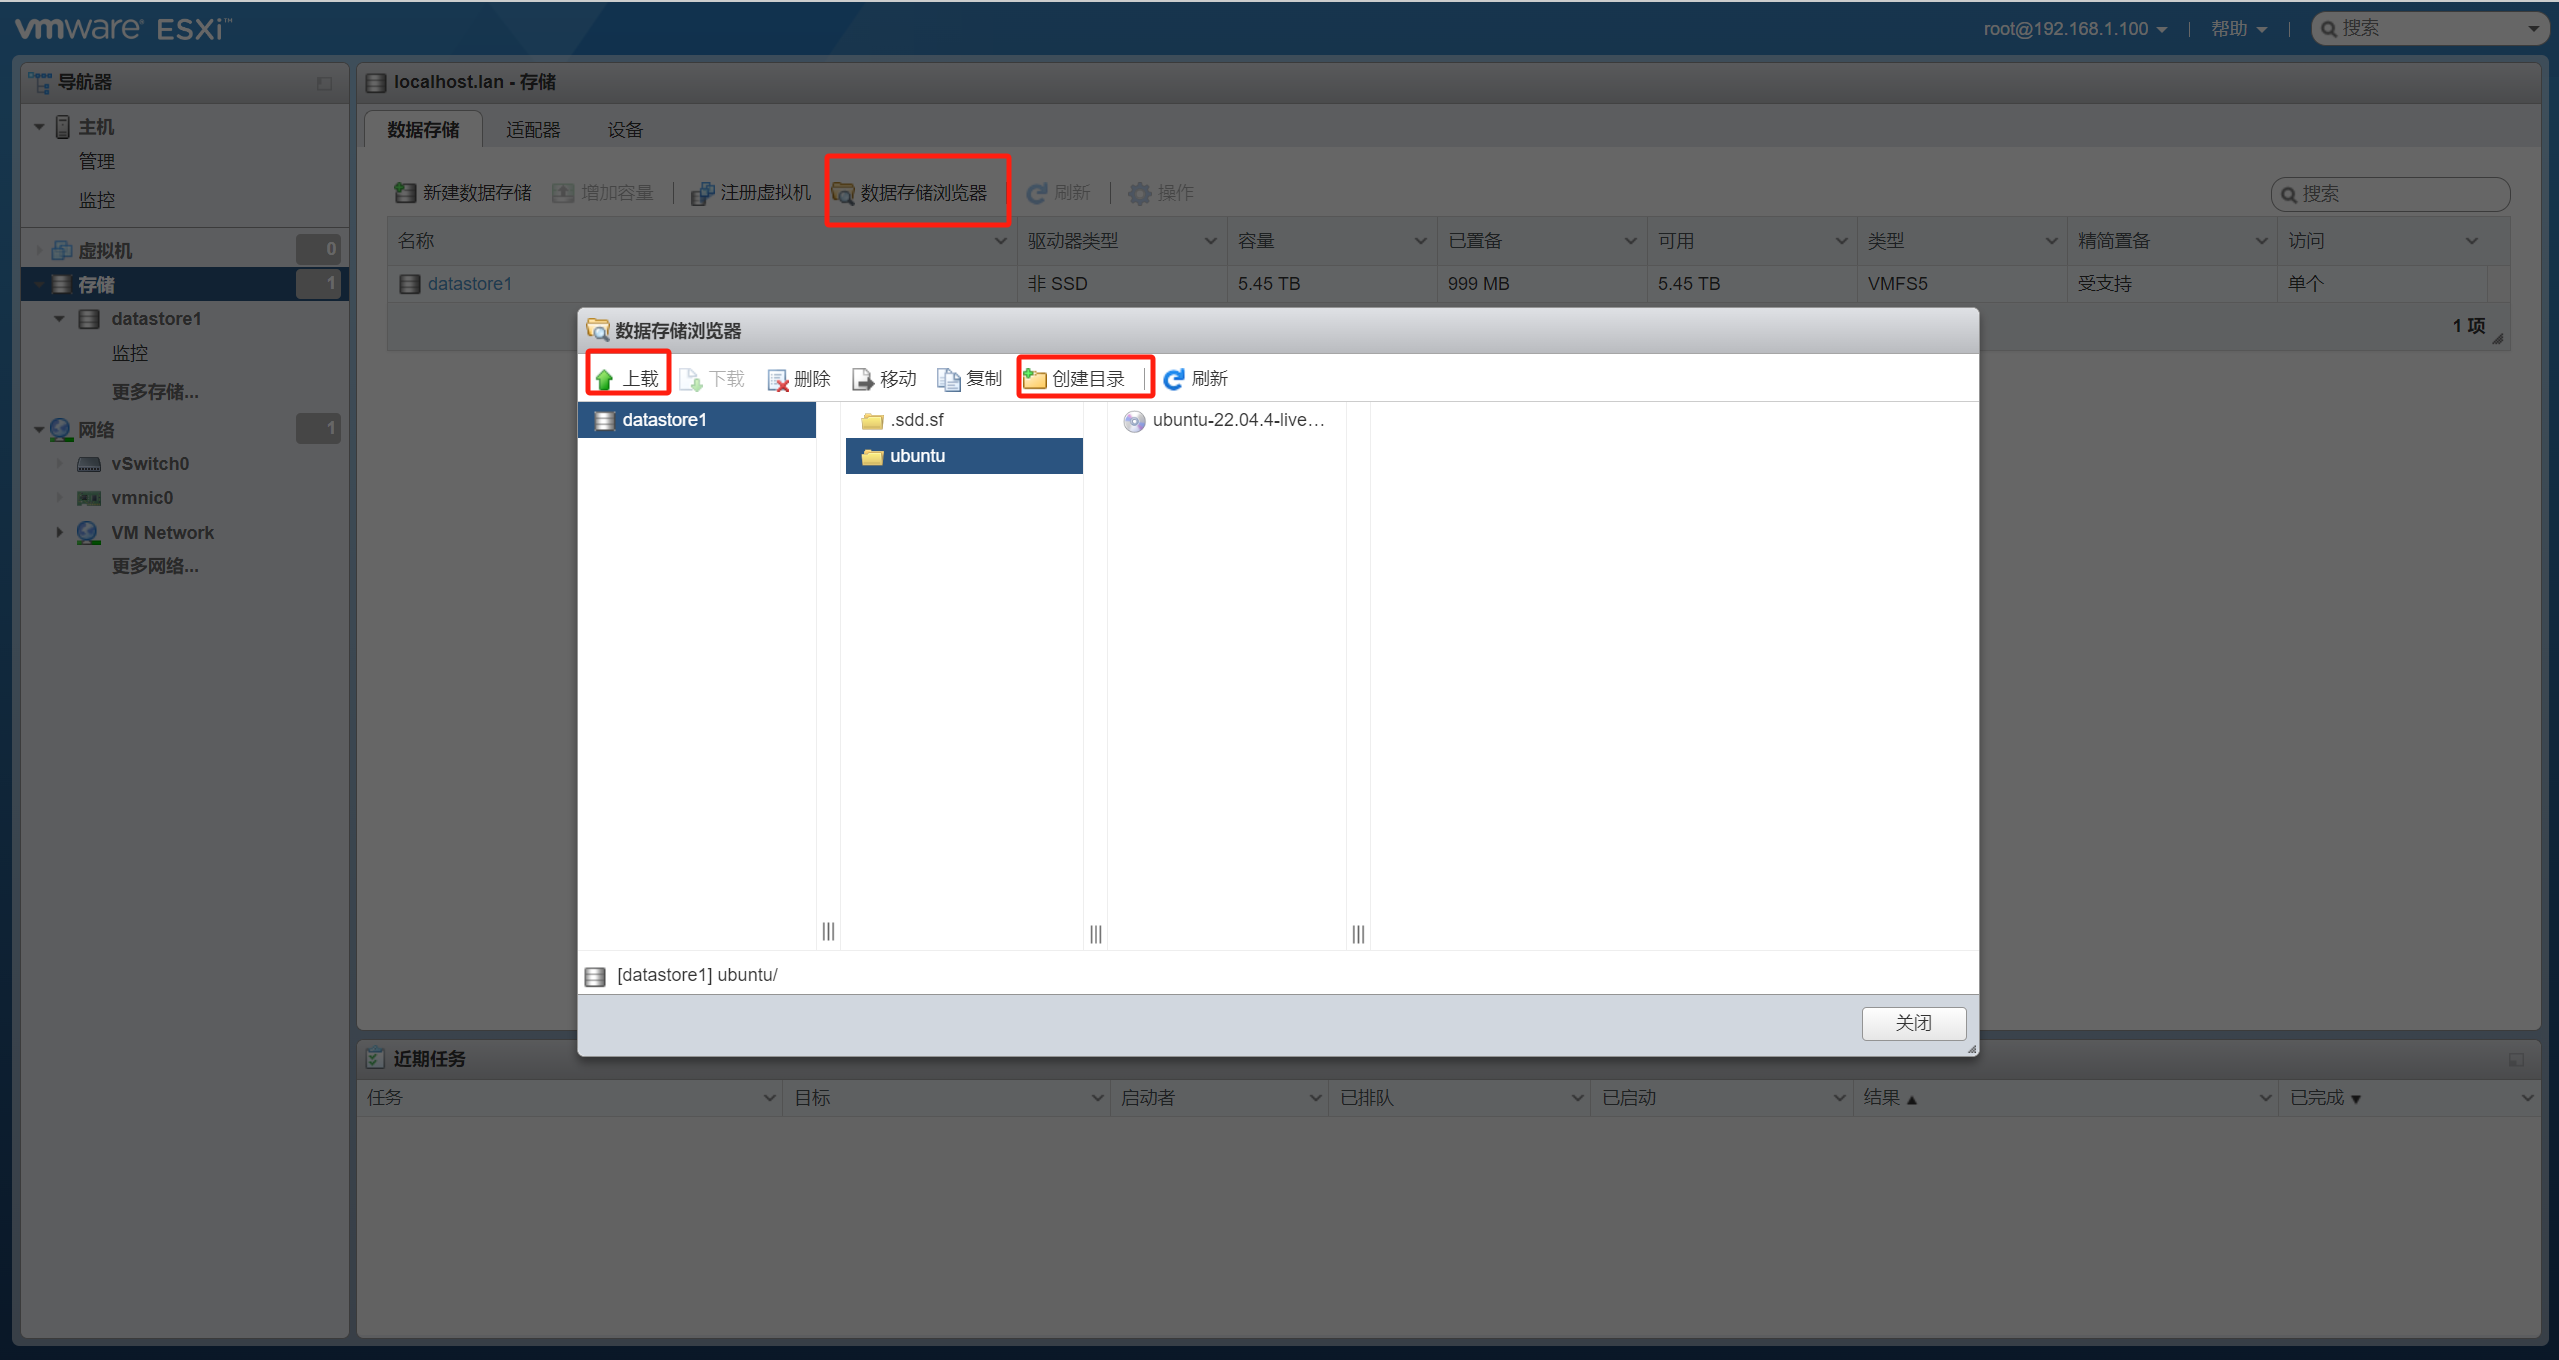 vmware ESXi™
root@192.168.1.100
帮助
搜索
导航器
主机
管理
监控
虚拟机 0
存储 1
datastore1
监控
更多存储...
网络 1
vSwitch0
vmnic0
VM Network
更多网络...
localhost.lan - 存储
数据存储 适配器 设备
新建数据存储 增加容量 注册虚拟机 数据存储浏览器 刷新 操作
搜索
名称 驱动器类型 容量 已置备 可用 类型 精简置备 访问
datastore1 非 SSD 5.45 TB 999 MB 5.45 TB VMFS5 受支持 单个
1 项
数据存储浏览器
上载 下载 删除 移动 复制 创建目录 刷新
datastore1
.sdd.sf
ubuntu
ubuntu-22.04.4-live...
[datastore1] ubuntu/
关闭
近期任务
任务 目标 启动者 已排队 已启动 结果▲ 已完成▼